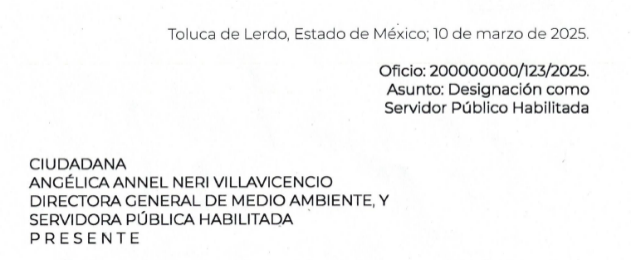 Toluca de Lerdo, Estado de México; 10 de marzo de 2025.
Oficio: 200000000/123/2025.
Asunto: Designación como
Servidor Público Habilitada
CIUDADANA
ANGÉLICA ANNEL NERI VILLAVICENCIO
DIRECTORA GENERAL DE MEDIO AMBIENTE, Y
SERVIDORA PÚBLICA HABILITADA
P R E S E N T E